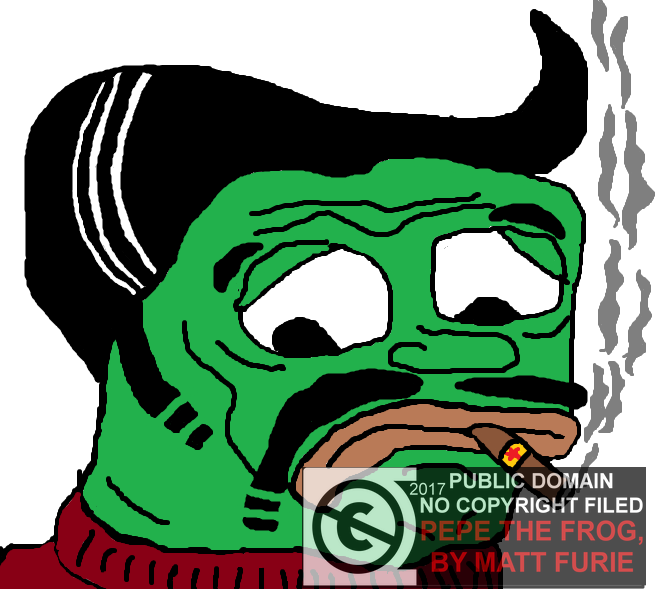 2017 PUBLIC DOMAIN
NO COPYRIGHT FILED
PEPE THE FROG,
BY MATT FURIE